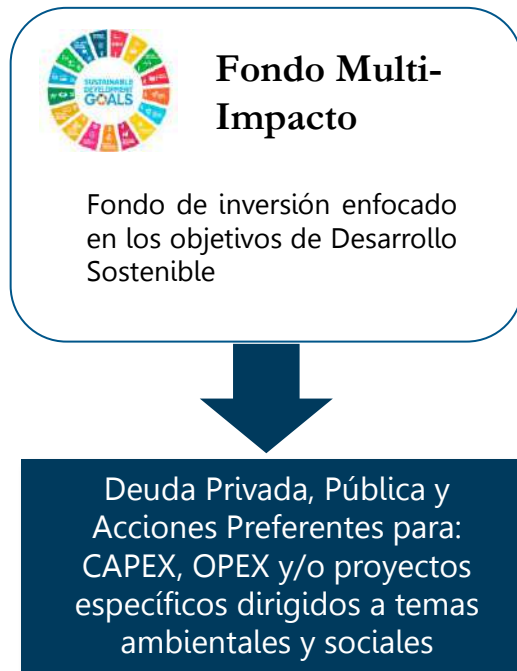 SUSTAINABLE
DEVELOPMENT
GOALS
Fondo Multi-
Impacto
Fondo de inversión enfocado
en los objetivos de Desarrollo
Sostenible
Deuda Privada, Pública y
Acciones Preferentes para:
CAPEX, OPEX y/o proyectos
específicos dirigidos a temas
ambientales y sociales